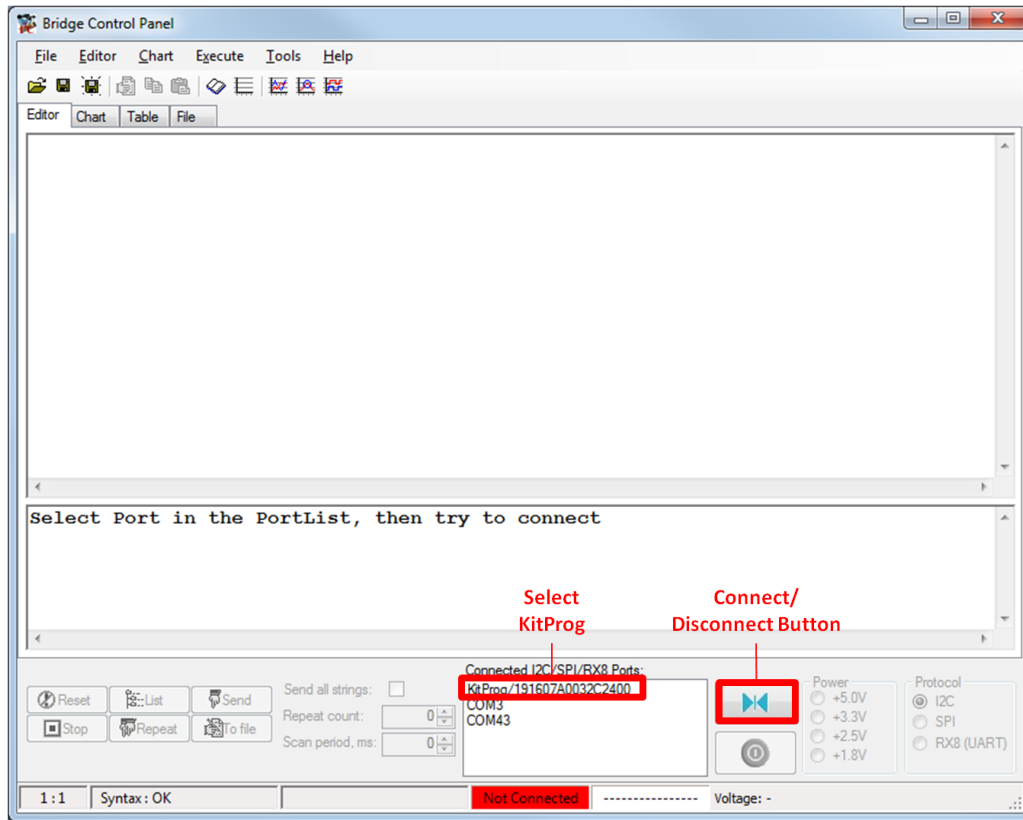 Bridge Control Panel
File Editor Chart Execute Tools Help
Editor Chart Table File
Select Port in the PortList, then try to connect
Select
KitProg
Connect/
Disconnect Button
Connected I2C/SPI/RX8 Ports:
KitProg/191607A0032C2400
COM3
COM43
Reset List Send
Stop Repeat To file
Send all strings:
Repeat count: 0
Scan period, ms: 0
Power
+5.0V
+3.3V
+2.5V
+1.8V
Protocol
I2C
SPI
RX8 (UART)
1:1 Syntax : OK Not Connected ---------------- Voltage: -